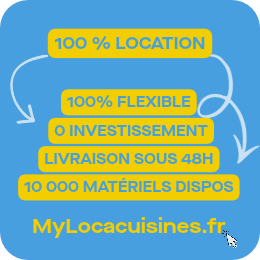 100 % LOCATION
100% FLEXIBLE
0 INVESTISSEMENT
LIVRAISON SOUS 48H
10 000 MATÉRIELS DISPOS
MyLocacuisines.fr